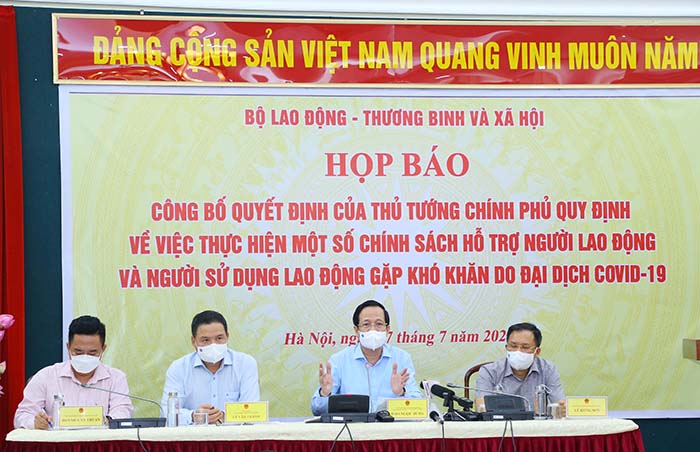 ĐẢNG CỘNG SẢN VIỆT NAM QUANG VINH MUÔN NĂM
BỘ LAO ĐỘNG - THƯƠNG BINH VÀ XÃ HỘI
HỌP BÁO
CÔNG BỐ QUYẾT ĐỊNH CỦA THỦ TƯỚNG CHÍNH PHỦ QUY ĐỊNH
VỀ VIỆC THỰC HIỆN MỘT SỐ CHÍNH SÁCH HỖ TRỢ NGƯỜI LAO ĐỘNG
VÀ NGƯỜI SỬ DỤNG LAO ĐỘNG GẶP KHÓ KHĂN DO ĐẠI DỊCH COVID-19
Hà Nội, 7 tháng 7 năm